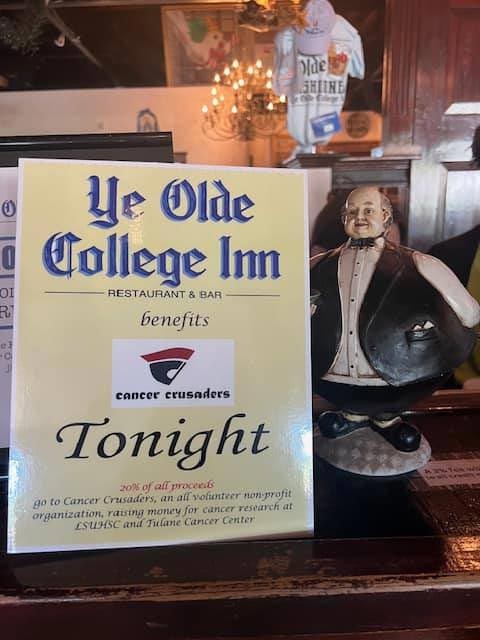 Ye Olde
College Inn
RESTAURANT & BAR
benefits
cancer crusaders
Tonight
20% of all proceeds
go to Cancer Crusaders, an all volunteer non-profit
organization, raising money for cancer research at
LSUHSC and Tulane Cancer Center
Olde